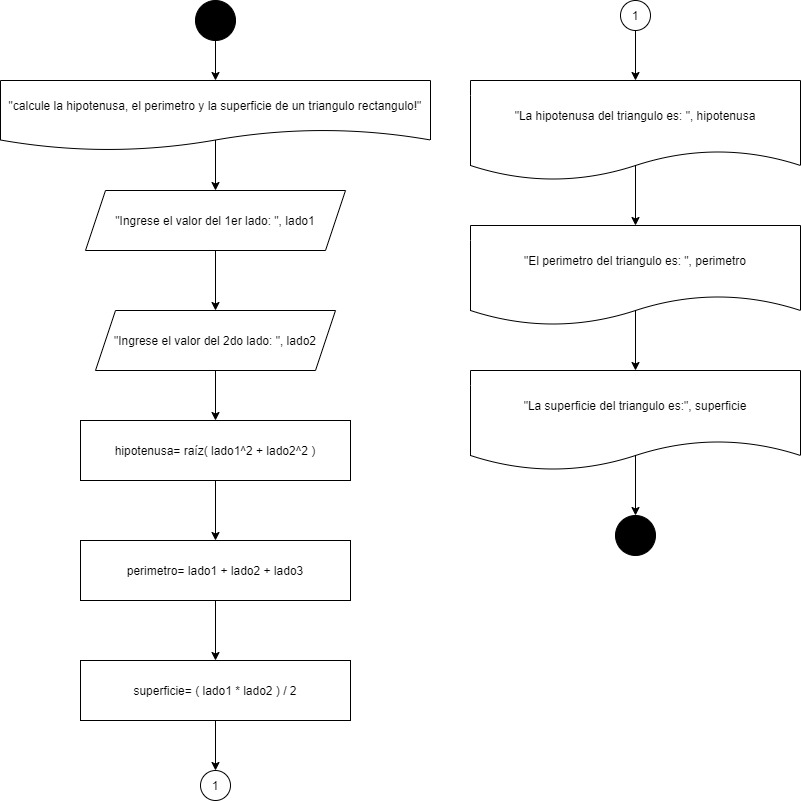 "calcule la hipotenusa, el perimetro y la superficie de un triangulo rectangulo!"
"Ingrese el valor del 1er lado: ", lado1
"Ingrese el valor del 2do lado: ", lado2
hipotenusa= raíz( lado1^2 + lado2^2 )
perimetro= lado1 + lado2 + lado3
superficie= ( lado1 * lado2 ) / 2
1
1
"La hipotenusa del triangulo es: ", hipotenusa
"El perimetro del triangulo es: ", perimetro
"La superficie del triangulo es:", superficie